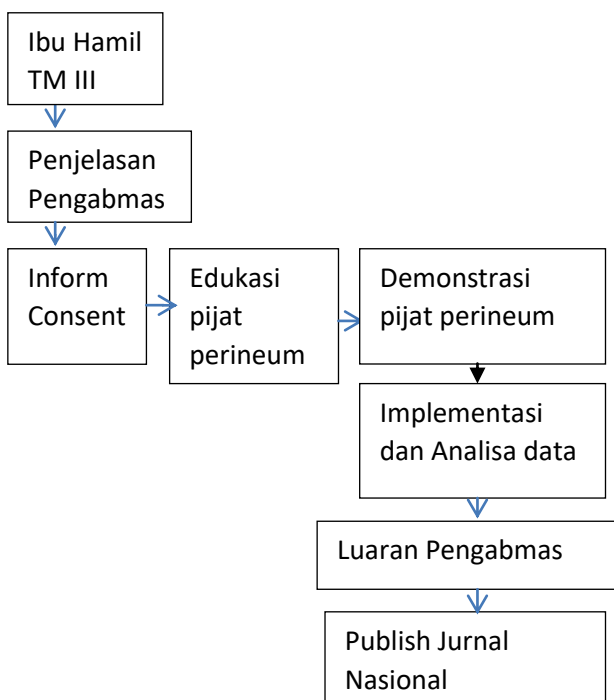 Ibu Hamil
TM III
Penjelasan
Pengabmas
Inform
Consent
Edukasi
pijat
perineum
Demonstrasi
pijat perineum
Implementasi
dan Analisa data
Luaran Pengabmas
Publish Jurnal
Nasional